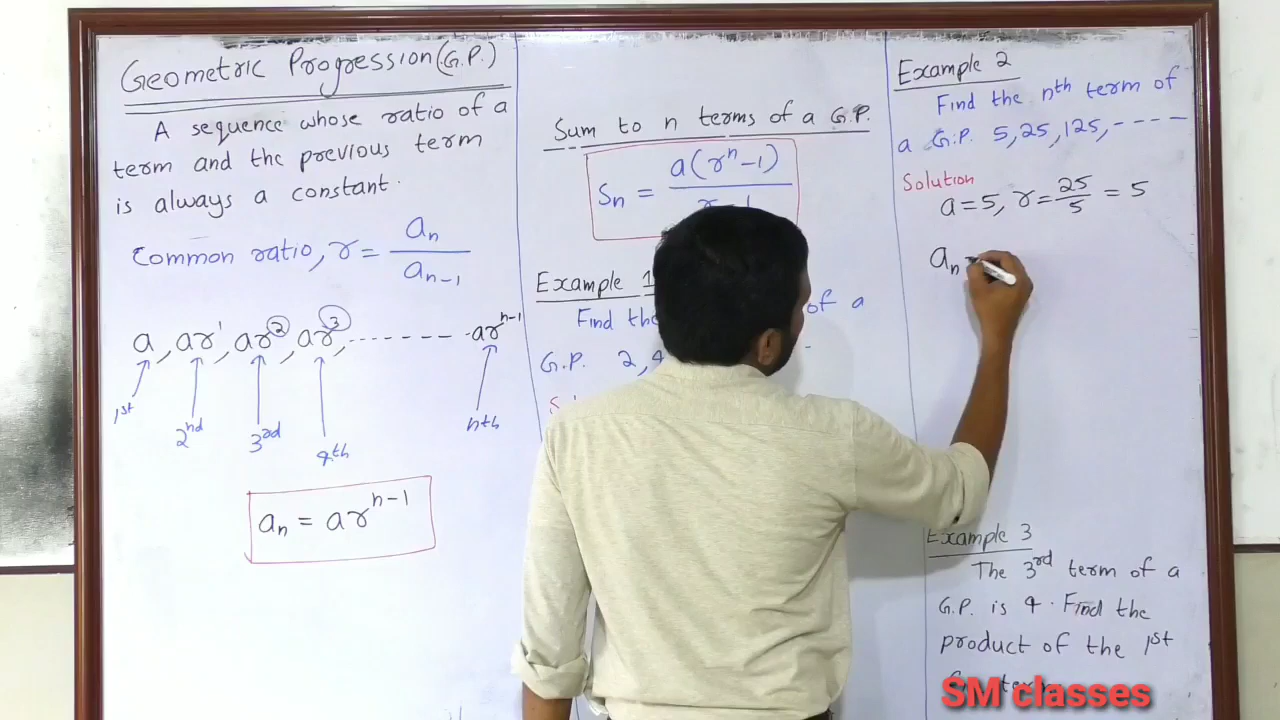 Geometric Progression(G.P.)
A sequence whose ratio of a
term and the previous term
is always a constant.
Common ratio, r = aₙ / aₙ₋₁
a, ar¹, ar², ar³, -------- arⁿ⁻¹
1st
2nd
3rd
4th
nth
aₙ = arⁿ⁻¹
Sum to n terms of a G.P.
Sₙ = a(rⁿ-1) / r-1
Example 1
Find the of a
G.P. 2, 4
Example 2
Find the nth term of
a G.P. 5, 25, 125, ----
Solution
a = 5, r = 25/5 = 5
aₙ =
Example 3
The 3rd term of a
G.P. is 4. Find the
product of the 1st
SM classes